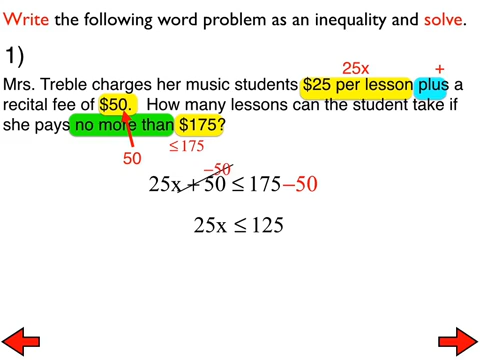 Write the following word problem as an inequality and solve.
1)
25x +
Mrs. Treble charges her music students $25 per lesson plus a
recital fee of $50. How many lessons can the student take if
she pays no more than $175?
50 ≤ 175
−50
25x + 50 ≤ 175 −50
25x ≤ 125